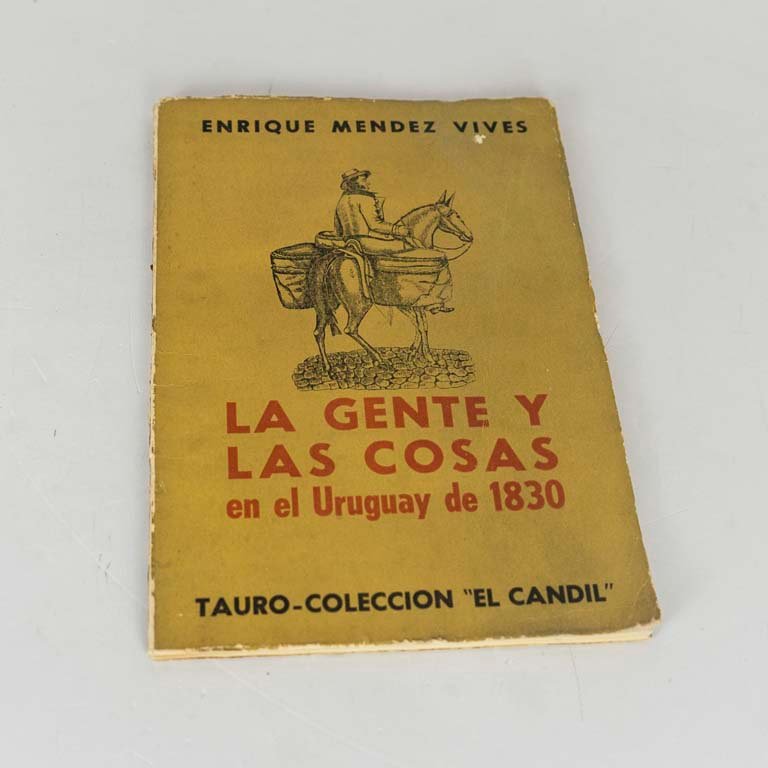 ENRIQUE MENDEZ VIVES
LA GENTE Y
LAS COSAS
en el Uruguay de 1830
TAURO-COLECCION "EL CANDIL"